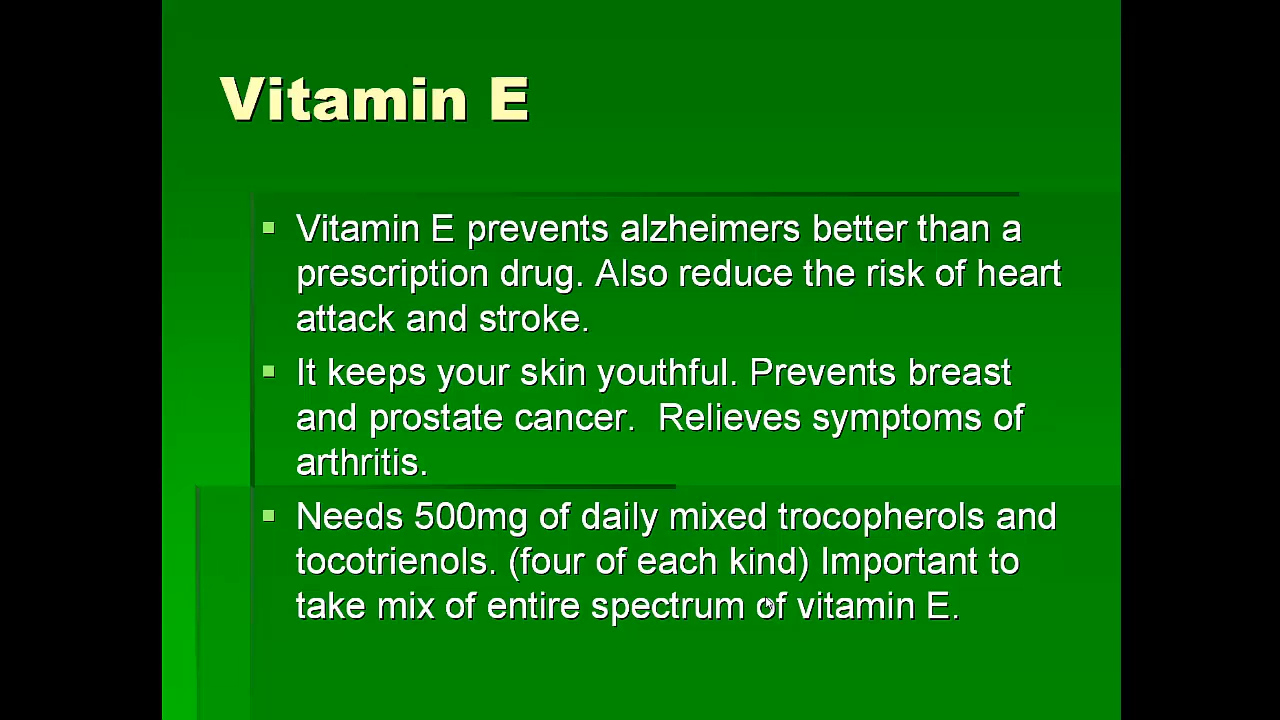 Vitamin E
Vitamin E prevents alzheimers better than a
prescription drug. Also reduce the risk of heart
attack and stroke.
It keeps your skin youthful. Prevents breast
and prostate cancer.  Relieves symptoms of
arthritis.
Needs 500mg of daily mixed trocopherols and
tocotrienols. (four of each kind) Important to
take mix of entire spectrum of vitamin E.